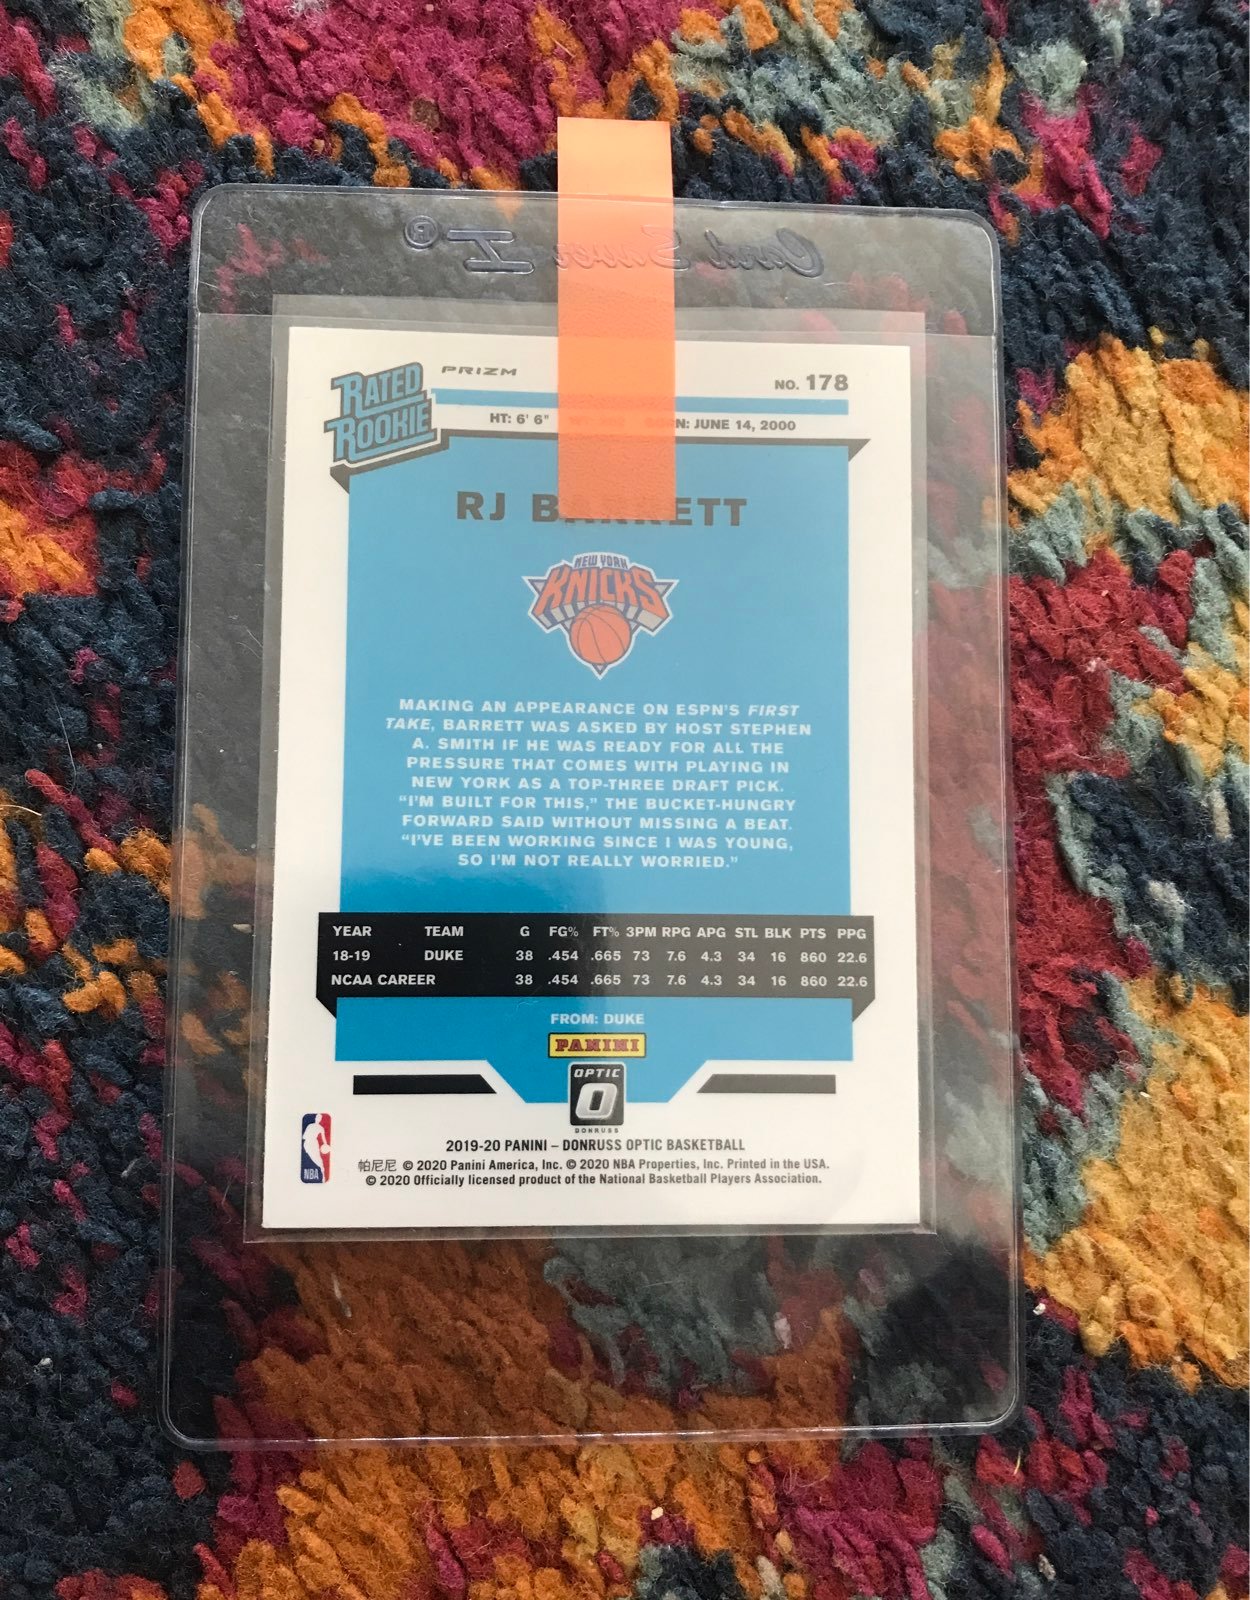 Card Saver I®
RATED
ROOKIE
PRIZM
NO. 178
HT: 6' 6" JUNE 14, 2000
RJ BARRETT
NEW YORK
KNICKS
MAKING AN APPEARANCE ON ESPN'S FIRST
TAKE, BARRETT WAS ASKED BY HOST STEPHEN
A. SMITH IF HE WAS READY FOR ALL THE
PRESSURE THAT COMES WITH PLAYING IN
NEW YORK AS A TOP-THREE DRAFT PICK.
"I'M BUILT FOR THIS," THE BUCKET-HUNGRY
FORWARD SAID WITHOUT MISSING A BEAT.
"I'VE BEEN WORKING SINCE I WAS YOUNG,
SO I'M NOT REALLY WORRIED."
YEAR TEAM G FG% FT% 3PM RPG APG STL BLK PTS PPG
18-19 DUKE 38 .454 .665 73 7.6 4.3 34 16 860 22.6
NCAA CAREER 38 .454 .665 73 7.6 4.3 34 16 860 22.6
FROM: DUKE
PANINI
OPTIC
O
DONRUSS
NBA
2019-20 PANINI – DONRUSS OPTIC BASKETBALL
帕尼尼 © 2020 Panini America, Inc. © 2020 NBA Properties, Inc. Printed in the USA.
© 2020 Officially licensed product of the National Basketball Players Association.